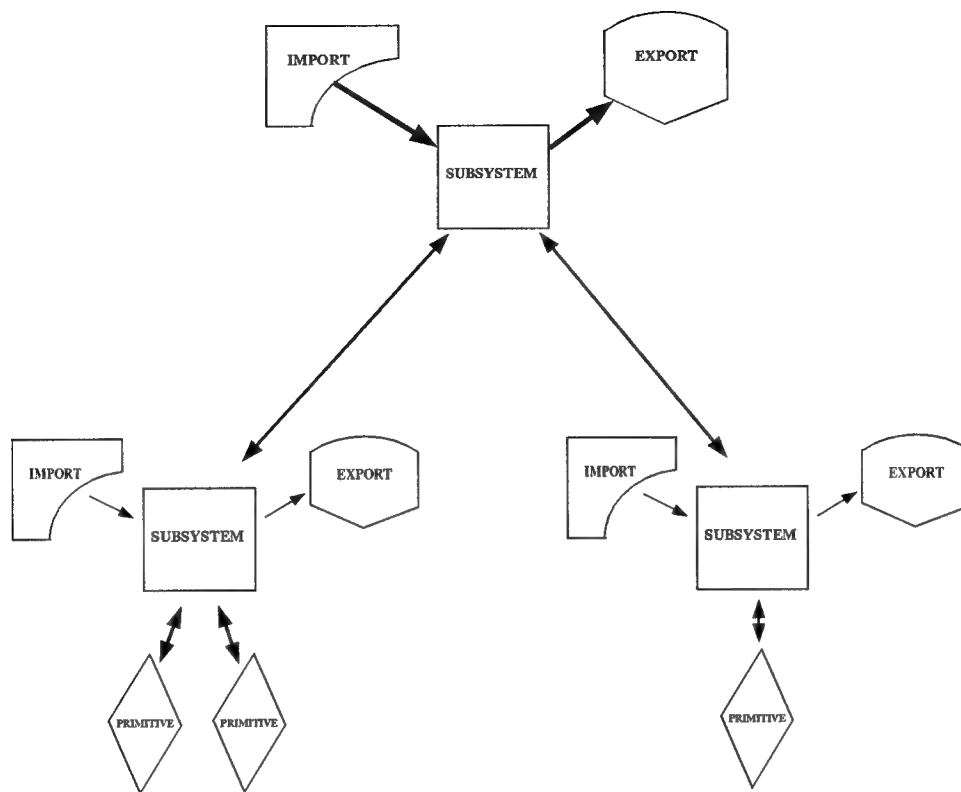 IMPORT
EXPORT
SUBSYSTEM
IMPORT
EXPORT
SUBSYSTEM
IMPORT
EXPORT
SUBSYSTEM
PRIMITIVE
PRIMITIVE
PRIMITIVE